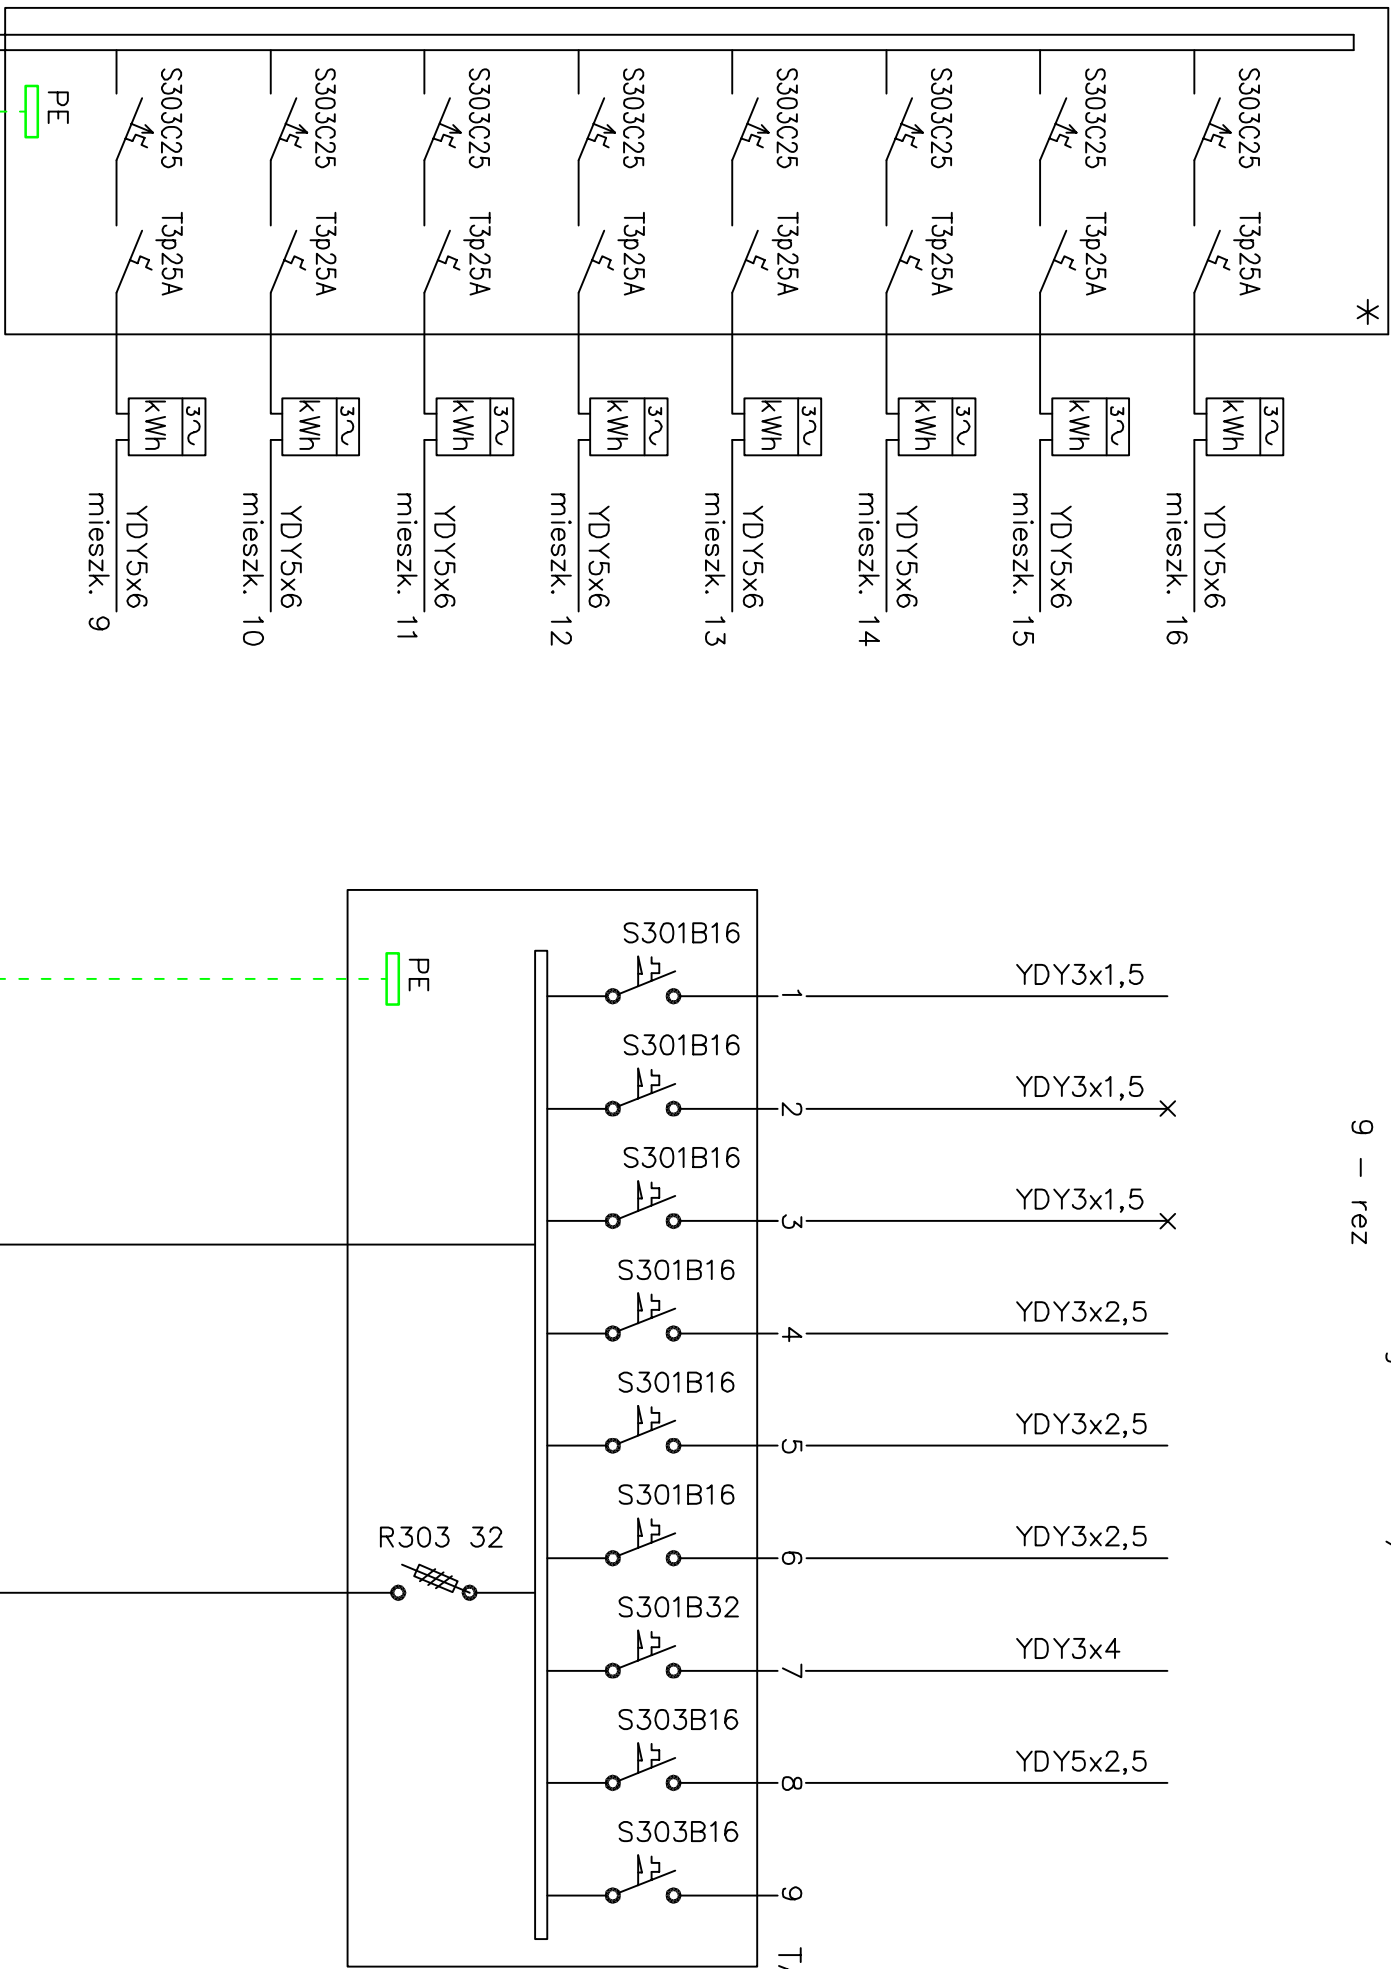 PE
S303C25
T3p25A
3~
kWh
YDY5x6
mieszk. 9
S303C25
T3p25A
3~
kWh
YDY5x6
mieszk. 10
S303C25
T3p25A
3~
kWh
YDY5x6
mieszk. 11
S303C25
T3p25A
3~
kWh
YDY5x6
mieszk. 12
S303C25
T3p25A
3~
kWh
YDY5x6
mieszk. 13
S303C25
T3p25A
3~
kWh
YDY5x6
mieszk. 14
S303C25
T3p25A
3~
kWh
YDY5x6
mieszk. 15
S303C25
T3p25A
3~
kWh
YDY5x6
mieszk. 16
*
PE
R303 32
S301B16
1
YDY3x1,5
S301B16
2
YDY3x1,5
S301B16
3
YDY3x1,5
S301B16
4
YDY3x2,5
S301B16
5
YDY3x2,5
S301B16
6
YDY3x2,5
S301B32
7
YDY3x4
S303B16
8
YDY5x2,5
S303B16
9
9 – rez